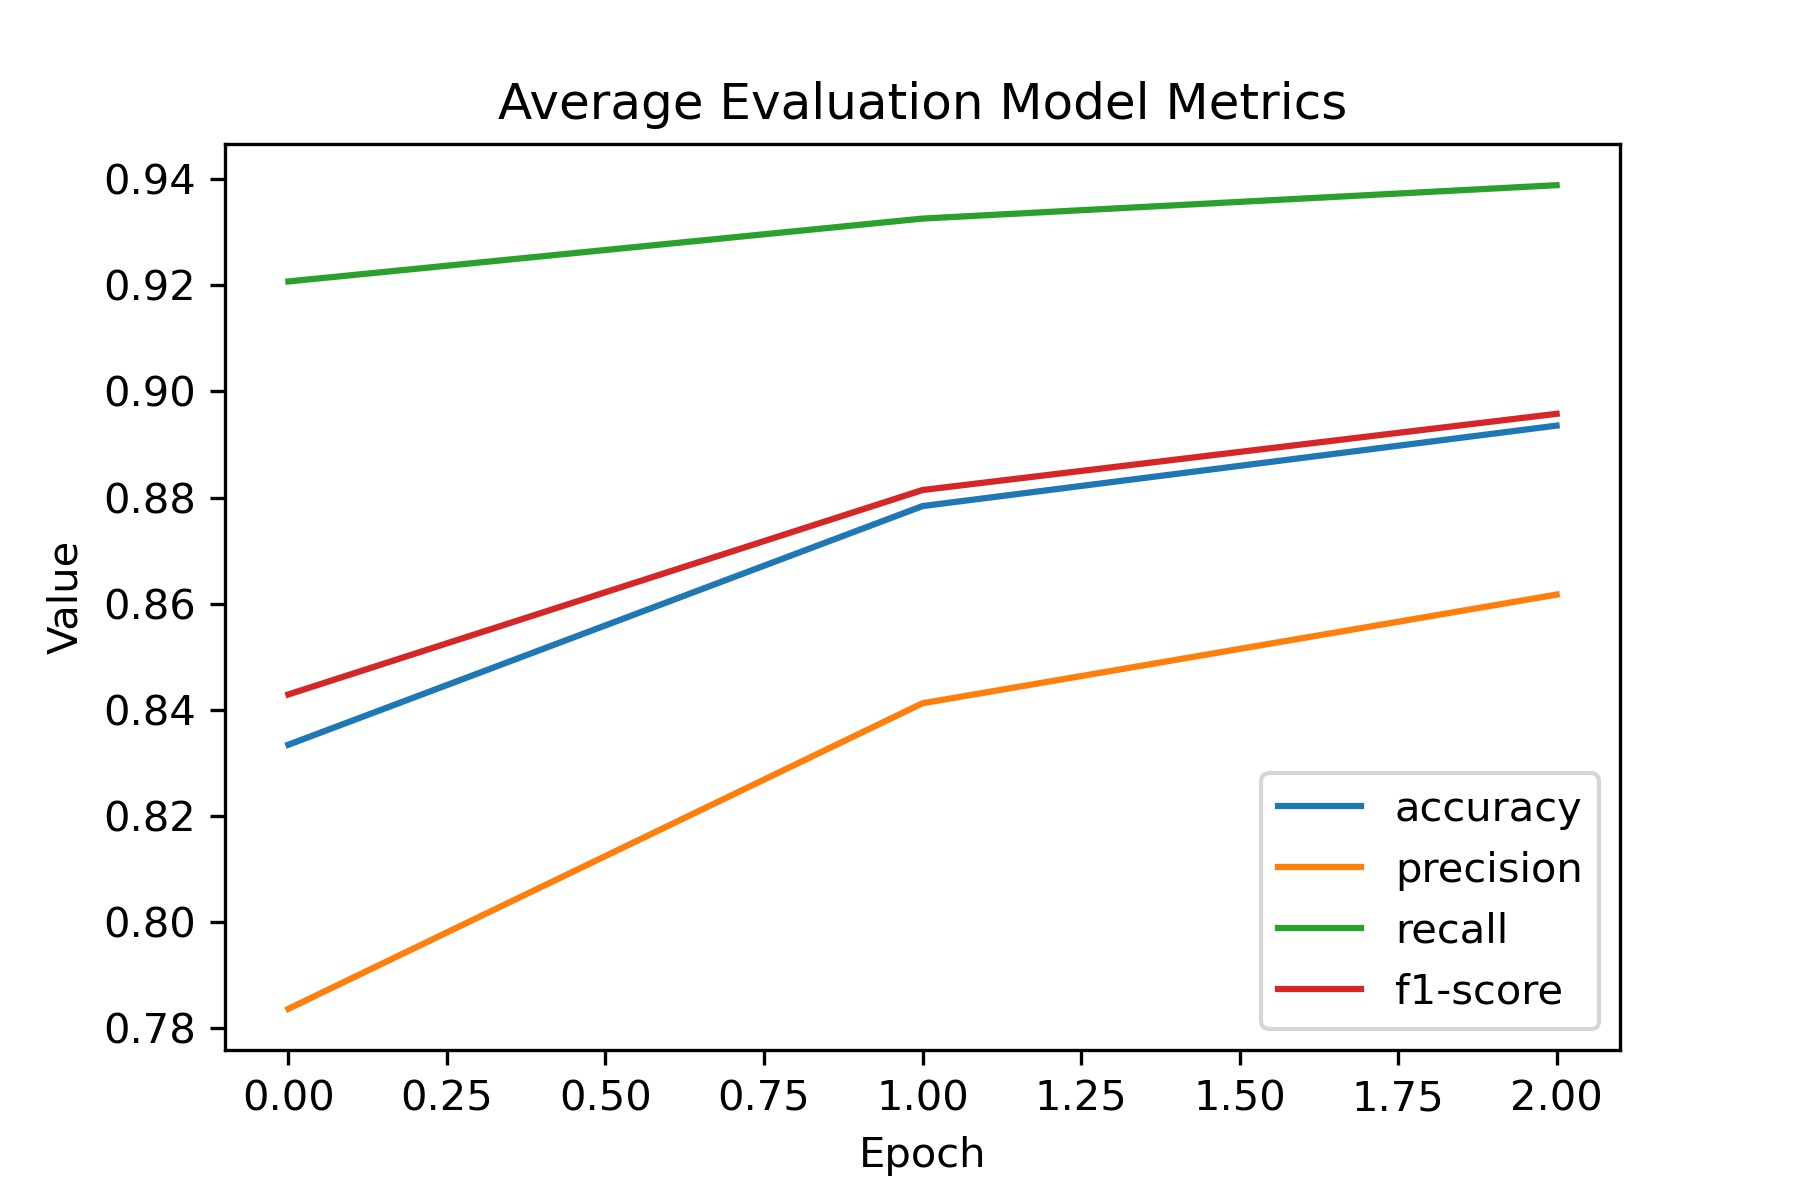 Average Evaluation Model Metrics
0.94
0.92
0.90
0.88
0.86
0.84
0.82
0.80
0.78
Value
accuracy
precision
recall
f1-score
0.00 0.25 0.50 0.75 1.00 1.25 1.50 1.75 2.00
Epoch